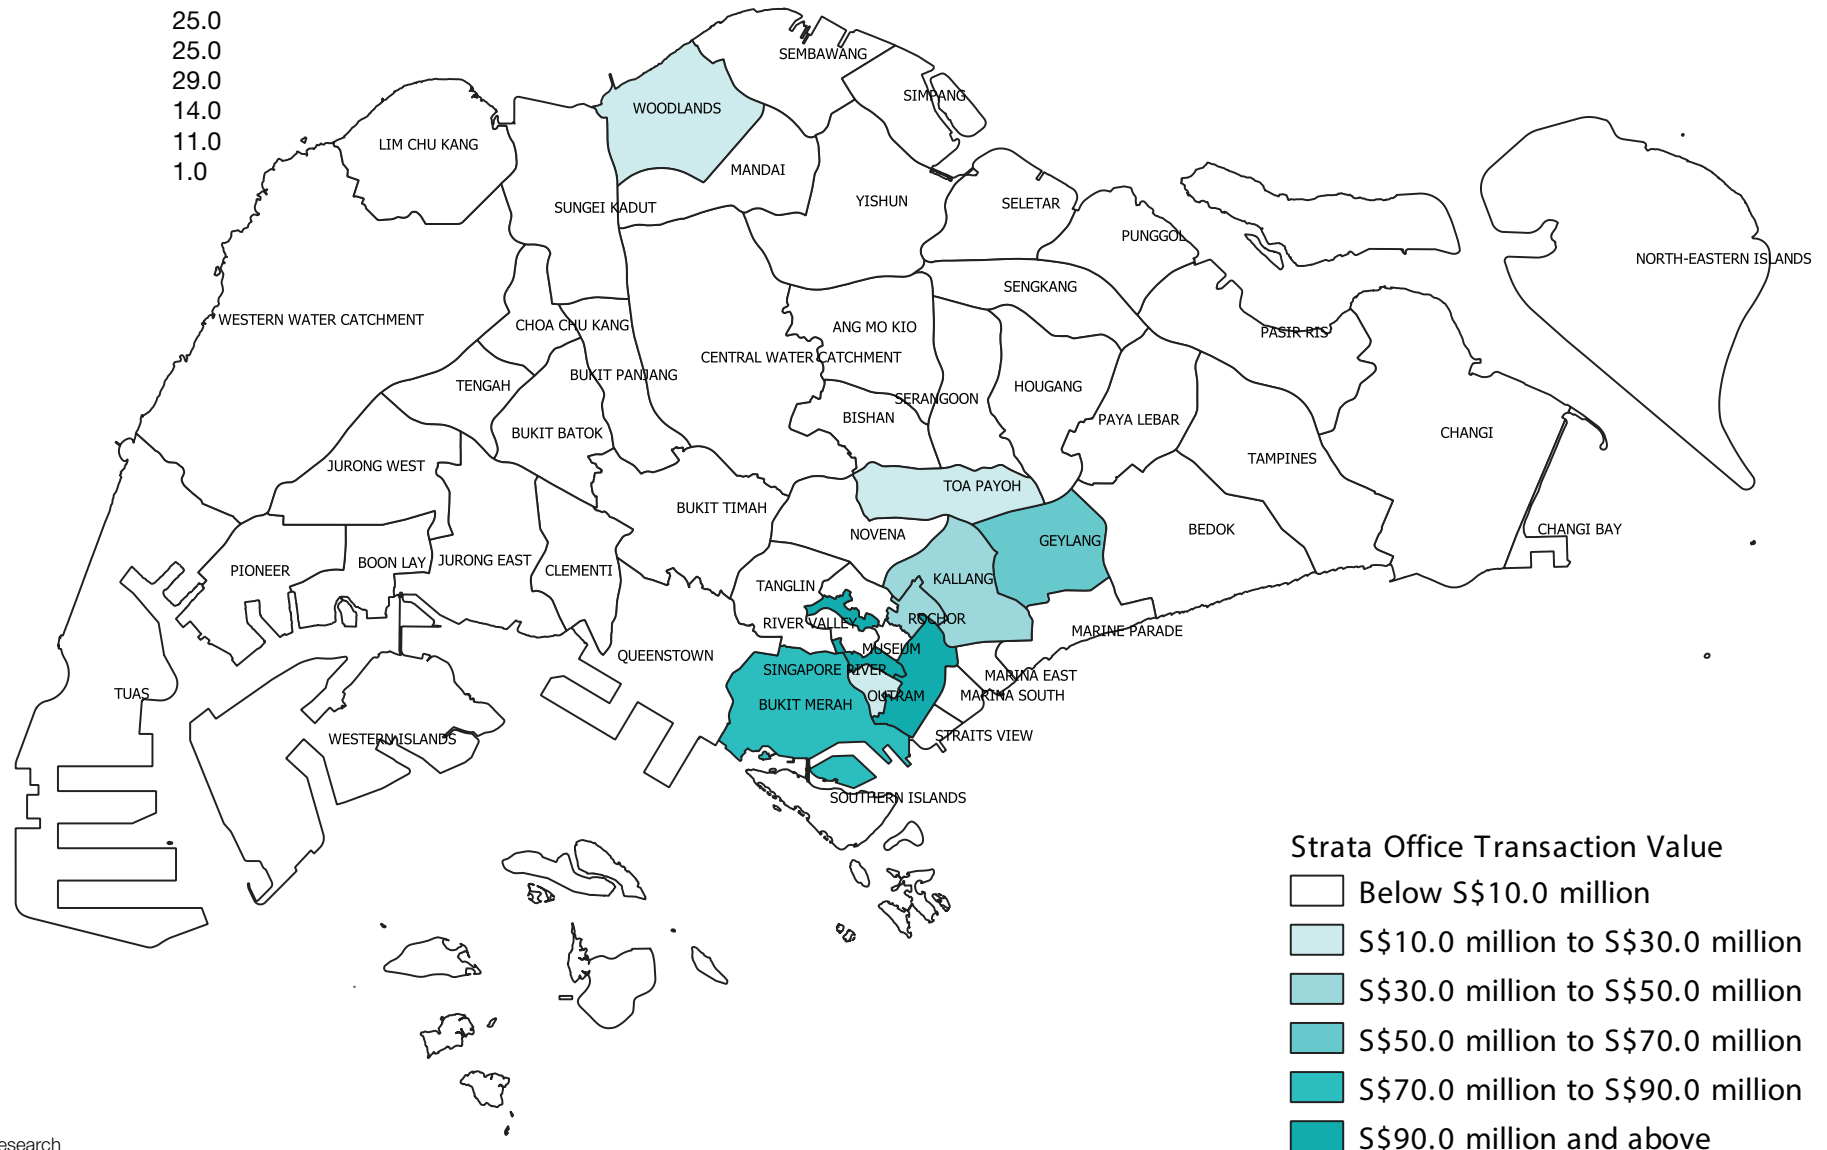 25.0
25.0
29.0
14.0
11.0
1.0
SEMBAWANG
SIMPANG
WOODLANDS
LIM CHU KANG
MANDAI
YISHUN
SUNGEI KADUT
SELETAR
PUNGGOL
NORTH-EASTERN ISLANDS
SENGKANG
WESTERN WATER CATCHMENT
CHOA CHU KANG
ANG MO KIO
PASIR RIS
CENTRAL WATER CATCHMENT
BUKIT PANJANG
TENGAH
HOUGANG
SERANGOON
BISHAN
PAYA LEBAR
BUKIT BATOK
CHANGI
TAMPINES
JURONG WEST
TOA PAYOH
BUKIT TIMAH
NOVENA
GEYLANG
BEDOK
CHANGI BAY
PIONEER
BOON LAY
JURONG EAST
CLEMENTI
TANGLIN
KALLANG
RIVER VALLEY
ROCHOR
MARINE PARADE
MUSEUM
QUEENSTOWN
SINGAPORE RIVER
MARINA EAST
TUAS
OUTRAM
MARINA SOUTH
BUKIT MERAH
STRAITS VIEW
WESTERN ISLANDS
SOUTHERN ISLANDS
Strata Office Transaction Value
Below S$10.0 million
S$10.0 million to S$30.0 million
S$30.0 million to S$50.0 million
S$50.0 million to S$70.0 million
S$70.0 million to S$90.0 million
S$90.0 million and above
esearch